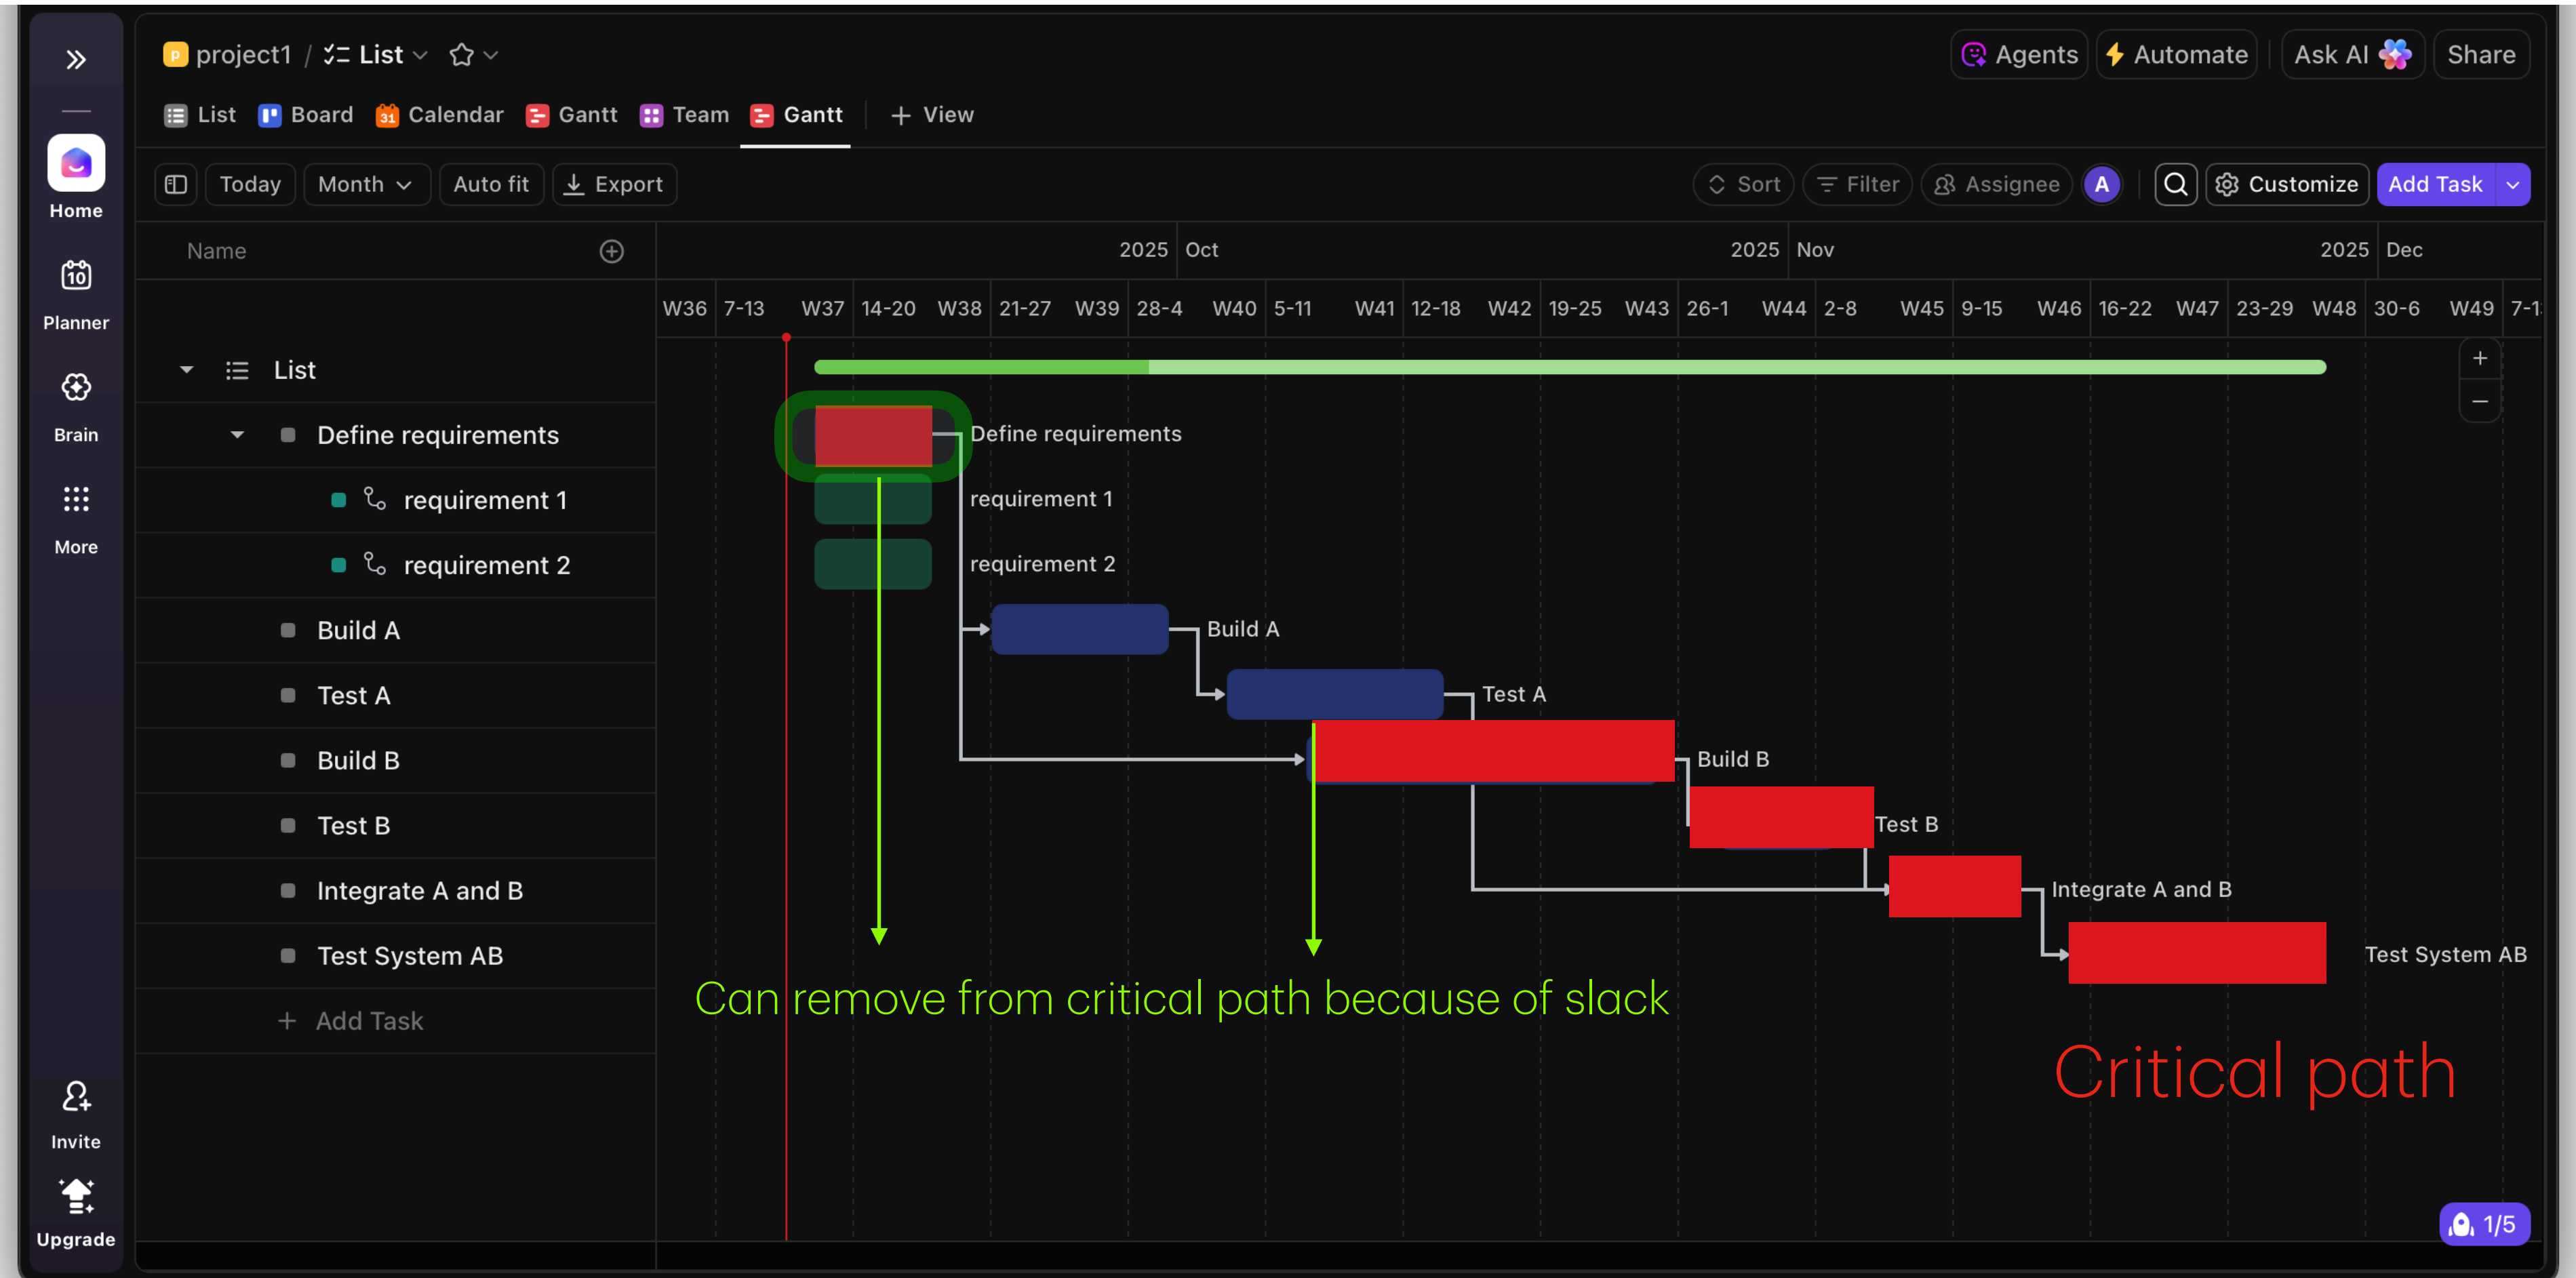 p project1 / List
Agents Automate Ask AI Share
List Board 31 Calendar Gantt Team Gantt + View
Today Month Auto fit Export
Sort Filter Assignee A Customize Add Task
Home
10
Planner
Brain
More
Invite
Upgrade
Name
2025 Oct 2025 Nov 2025 Dec
W36 7-13 W37 14-20 W38 21-27 W39 28-4 W40 5-11 W41 12-18 W42 19-25 W43 26-1 W44 2-8 W45 9-15 W46 16-22 W47 23-29 W48 30-6 W49
List
Define requirements
Define requirements
requirement 1
requirement 1
requirement 2
requirement 2
Build A
Build A
Test A
Test A
Build B
Build B
Test B
Test B
Integrate A and B
Integrate A and B
Test System AB
Test System AB
Can remove from critical path because of slack
+ Add Task
Critical path
1/5